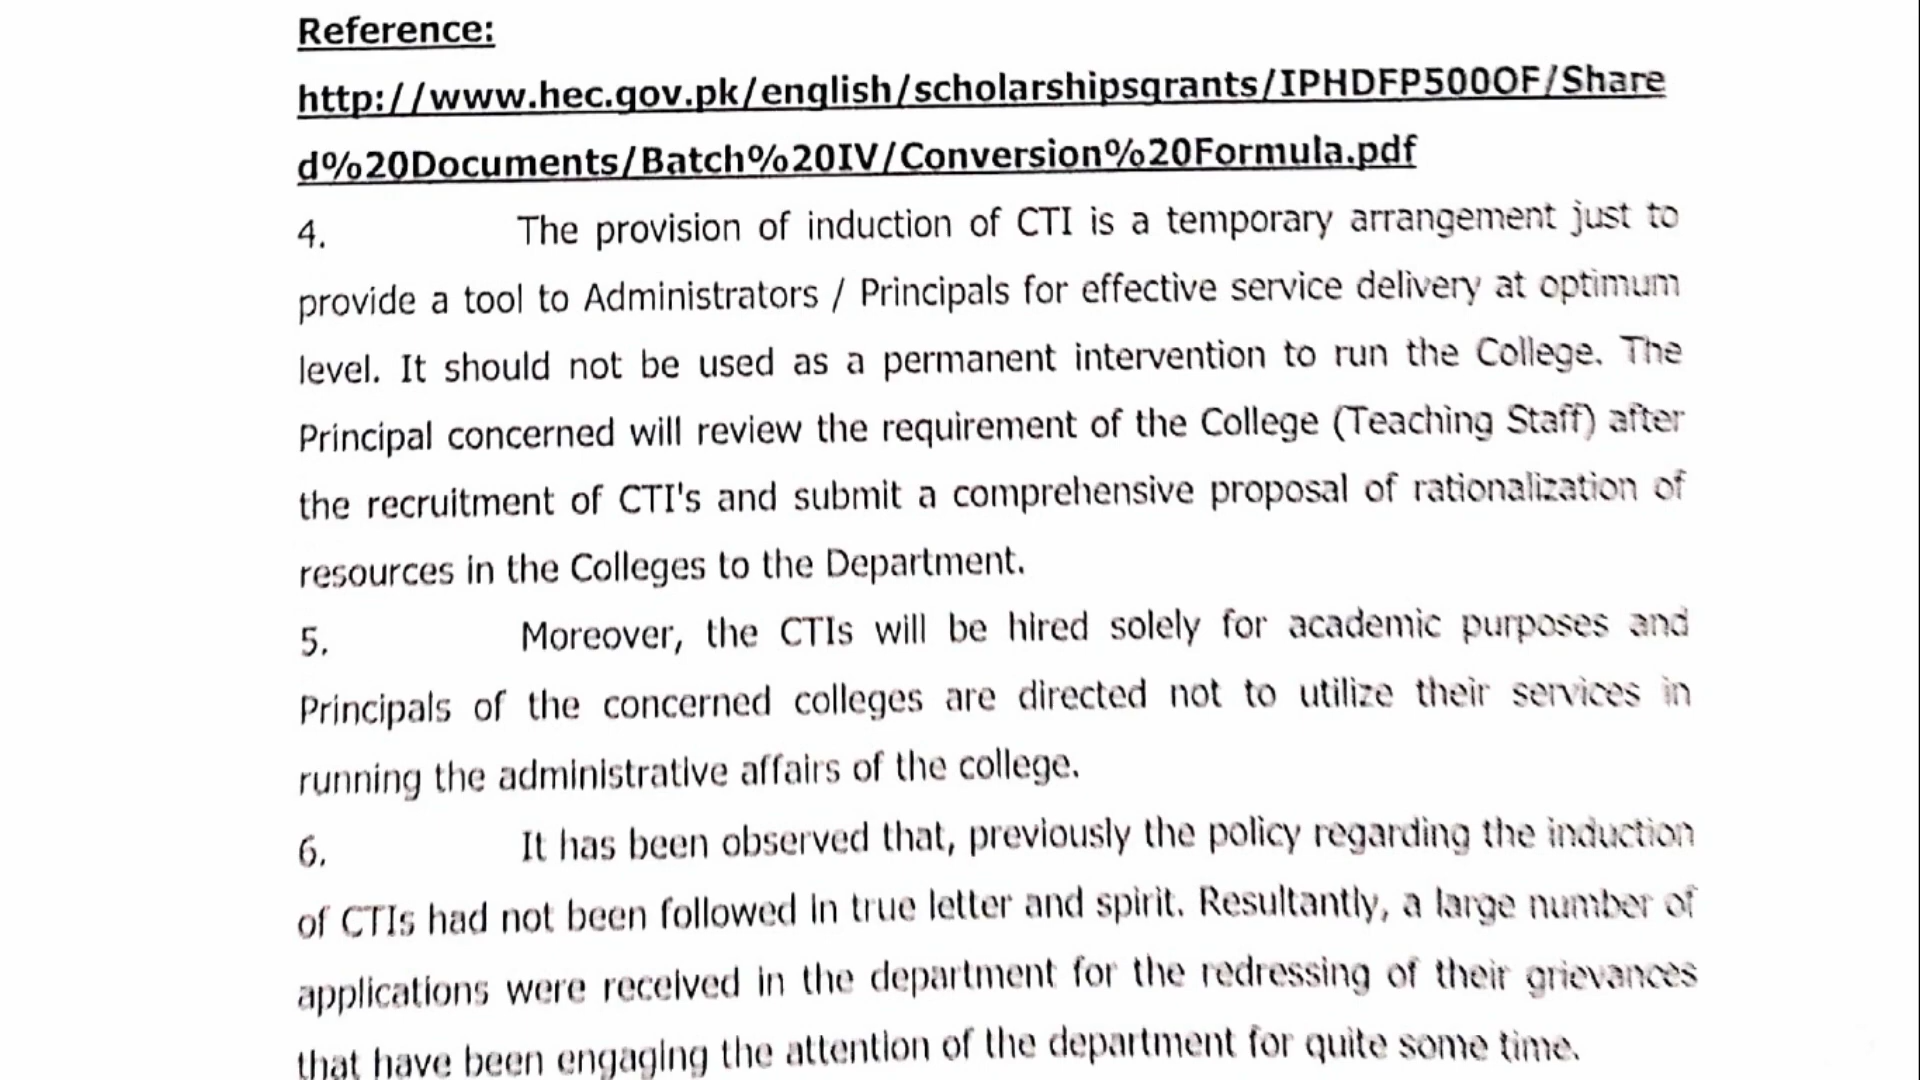 Reference:
http://www.hec.gov.pk/english/scholarshipsgrants/IPHDFP500OF/Share
d%20Documents/Batch%20IV/Conversion%20Formula.pdf
4. The provision of induction of CTI is a temporary arrangement just to
provide a tool to Administrators / Principals for effective service delivery at optimum
level. It should not be used as a permanent intervention to run the College. The
Principal concerned will review the requirement of the College (Teaching Staff) after
the recruitment of CTI's and submit a comprehensive proposal of rationalization of
resources in the Colleges to the Department.
5. Moreover, the CTIs will be hired solely for academic purposes and
Principals of the concerned colleges are directed not to utilize their services in
running the administrative affairs of the college.
6. It has been observed that, previously the policy regarding the induction
of CTIs had not been followed in true letter and spirit. Resultantly, a large number of
applications were received in the department for the redressing of their grievances
that have been engaging the attention of the department for quite some time.